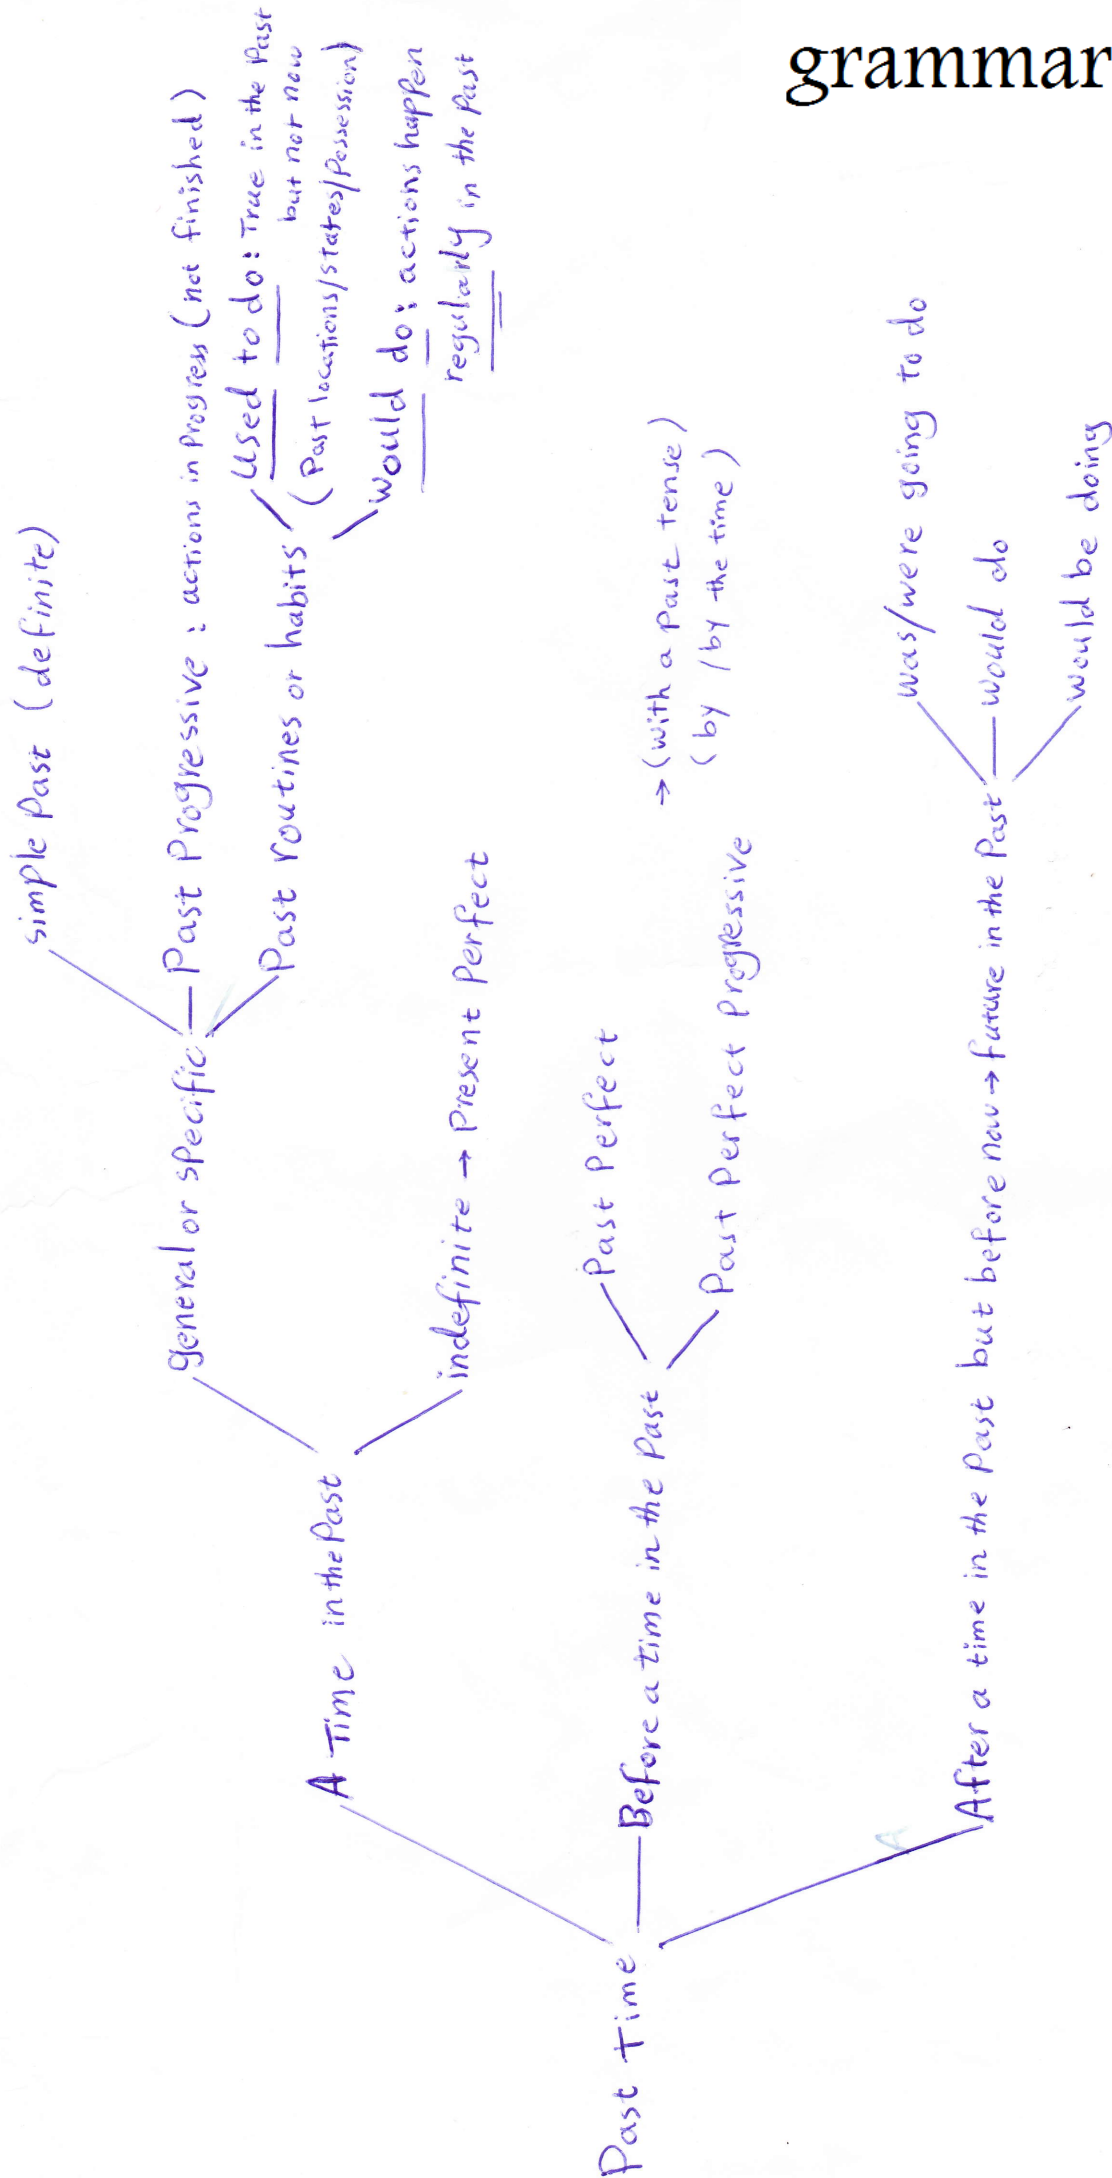 grammar
Past Time
A Time in the Past
general or specific
simple Past (definite)
Past Progressive : actions in Progress (not finished)
Past routines or habits
Used to do : True in the Past
but not now
(Past locations/states/Possession)
would do : actions happen
regularly in the Past
indefinite → Present Perfect
Before a time in the Past
Past Perfect
Past Perfect Progressive
→ (with a Past tense)
(by / by the time)
After a time in the Past but before now → future in the Past
was/were going to do
would do
would be doing